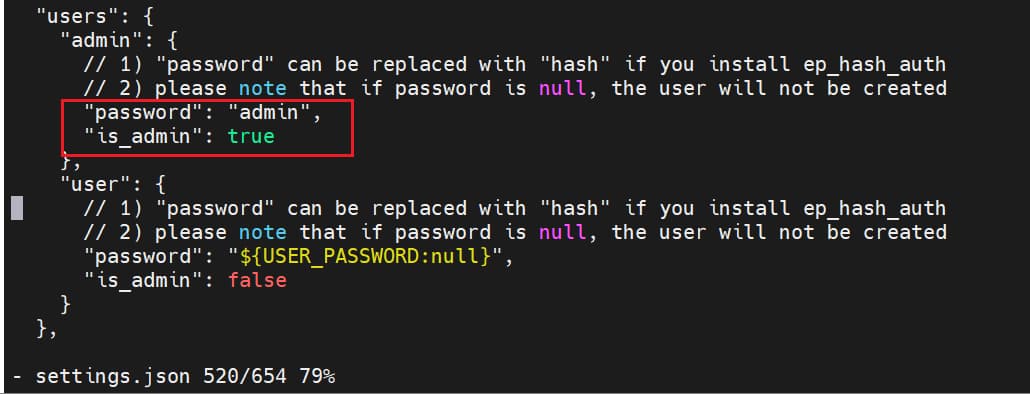 "users": {
"admin": {
// 1) "password" can be replaced with "hash" if you install ep_hash_auth
// 2) please note that if password is null, the user will not be created
"password": "admin",
"is_admin": true
},
"user": {
// 1) "password" can be replaced with "hash" if you install ep_hash_auth
// 2) please note that if password is null, the user will not be created
"password": "${USER_PASSWORD:null}",
"is_admin": false
}
},
- settings.json 520/654 79%